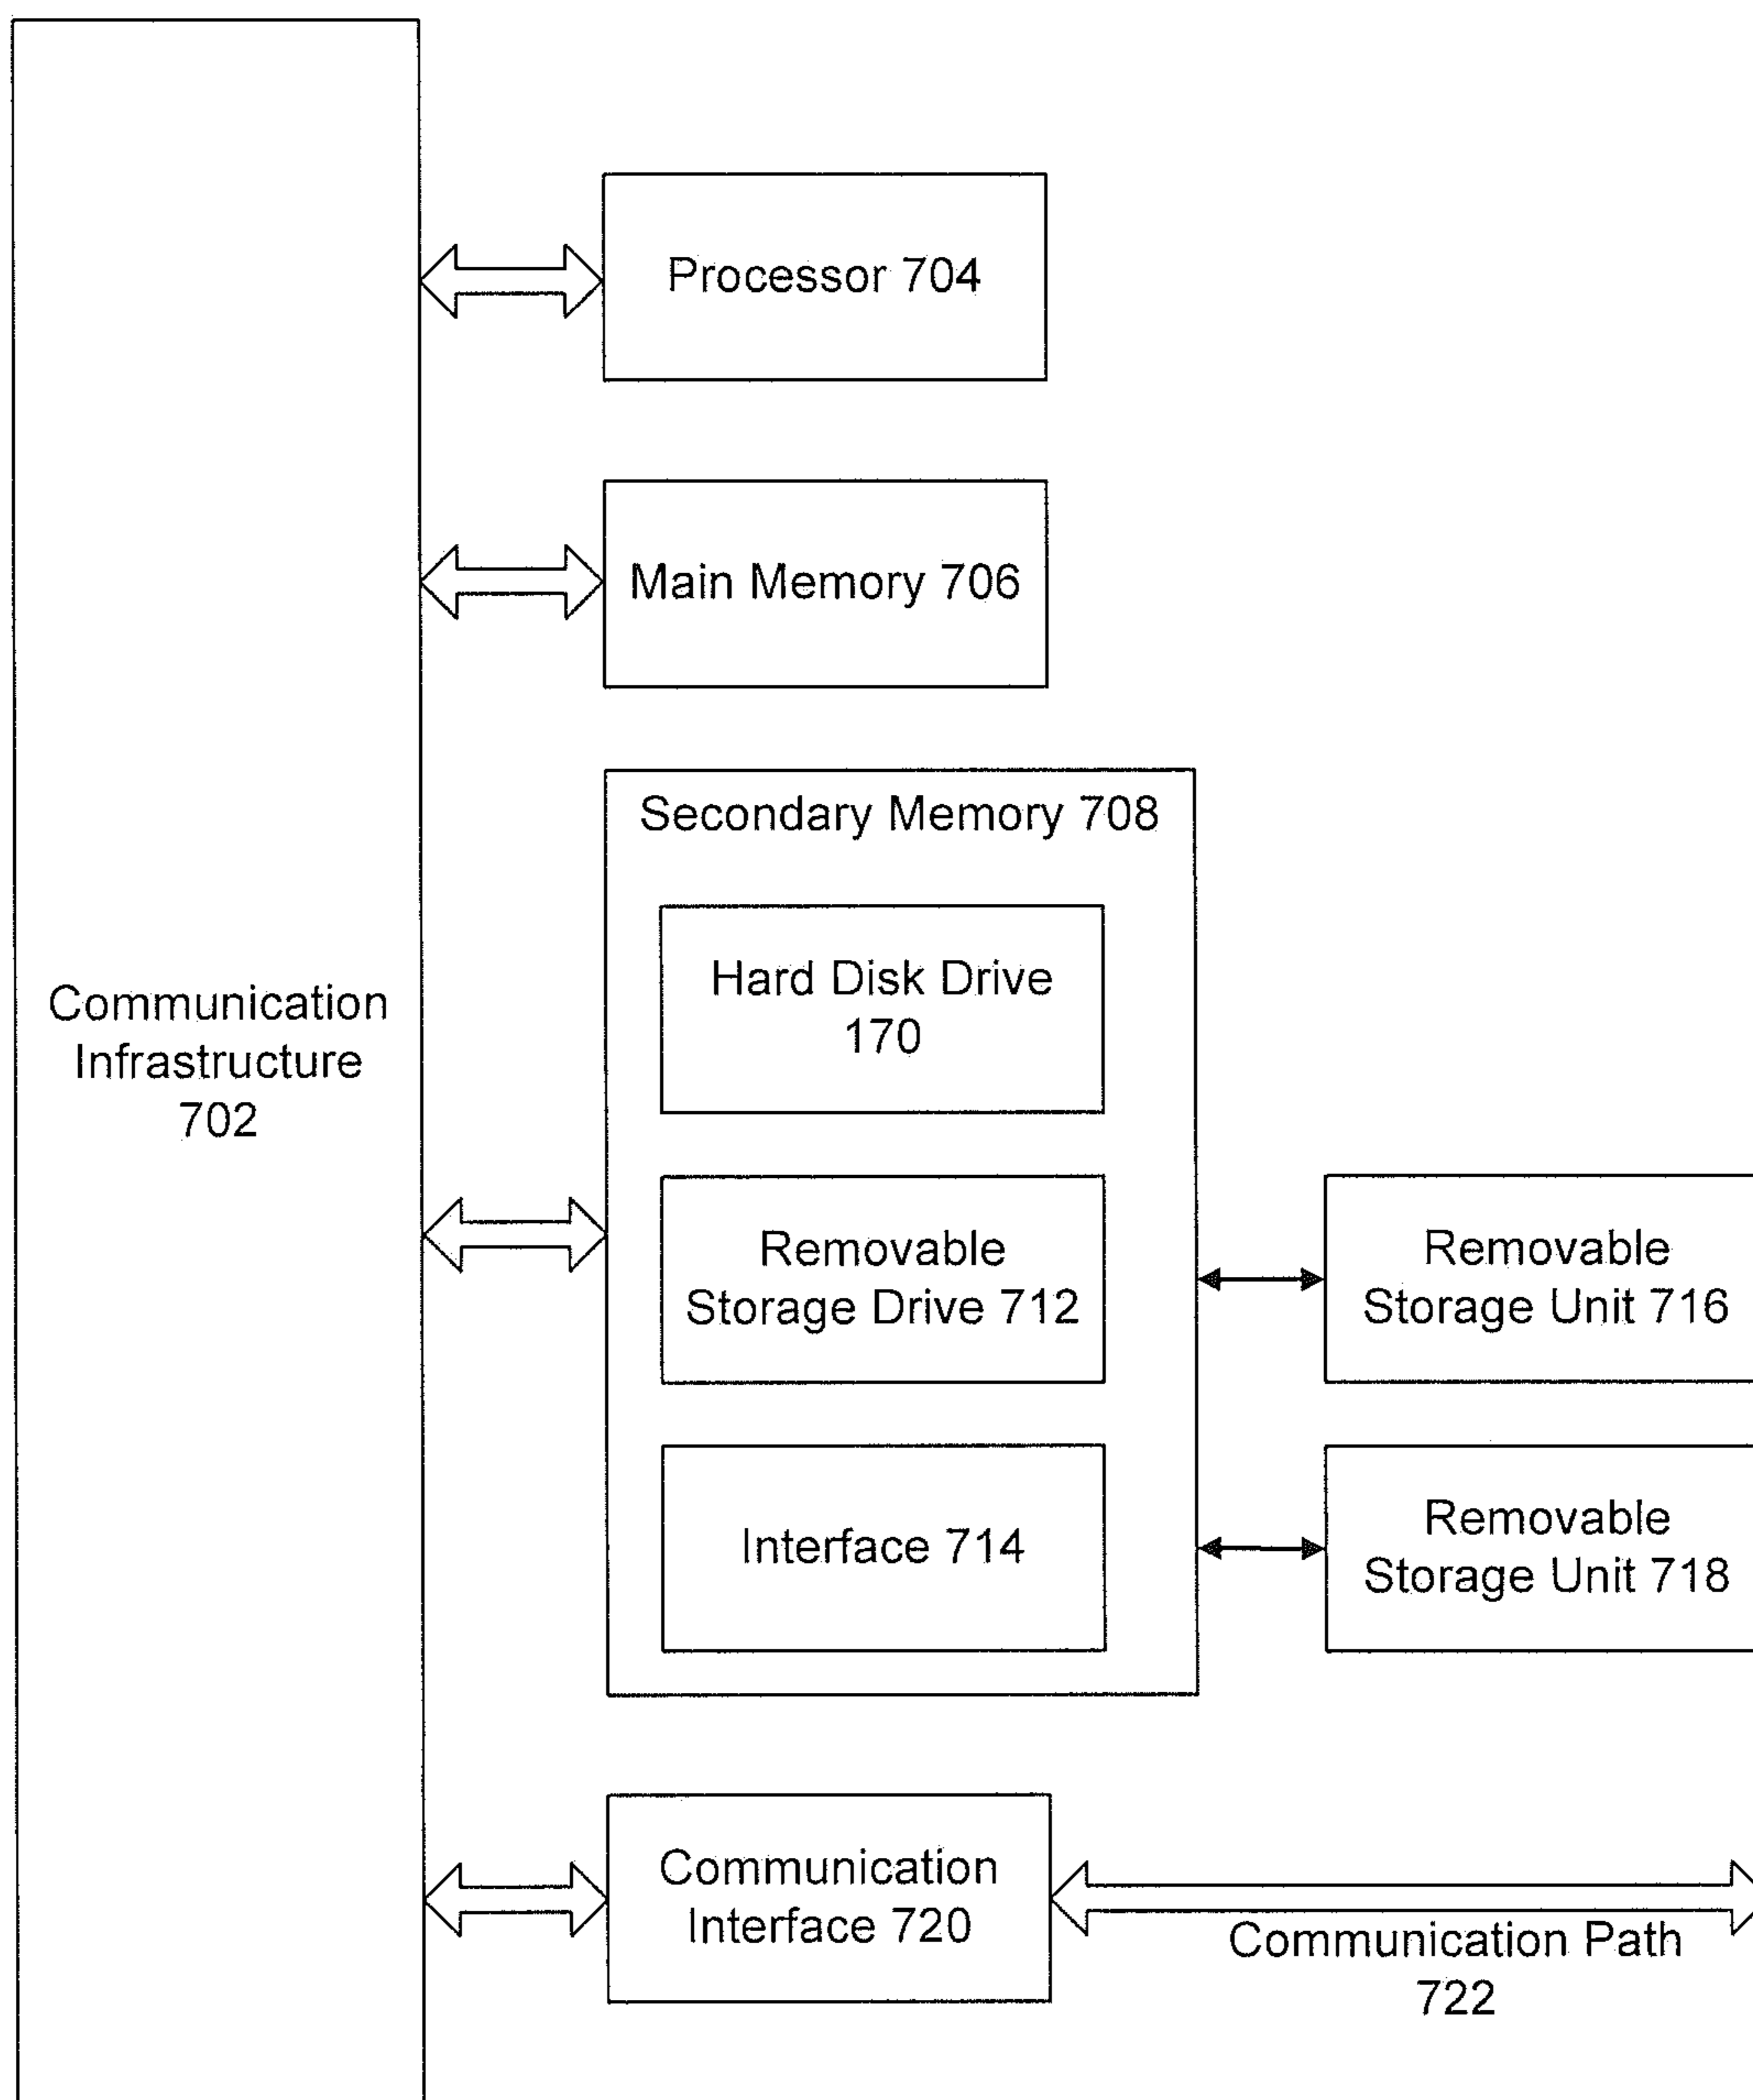 Processor 704
Main Memory 706
Secondary Memory 708
Hard Disk Drive
170
Communication
Infrastructure
702
Removable
Storage Drive 712
Removable
Storage Unit 716
Interface 714
Removable
Storage Unit 718
Communication
Interface 720
Communication Path
722